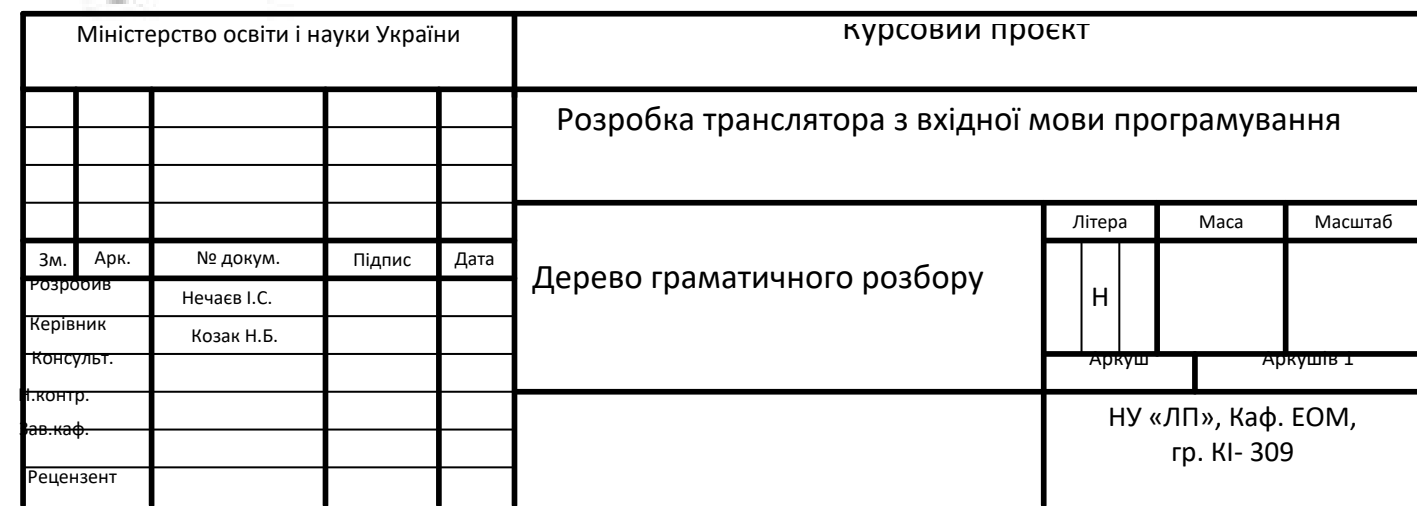 Міністерство освіти і науки України
Курсовий проєкт
Розробка транслятора з вхідної мови програмування
Літера Маса Масштаб
Зм. Арк. № докум. Підпис Дата
Дерево граматичного розбору
Н
Розробив Нечаєв І.С.
Керівник Козак Н.Б.
Консульт.
Аркуш Аркушів 1
Н.контр.
Зав.каф.
НУ «ЛП», Каф. ЕОМ,
гр. КІ- 309
Рецензент